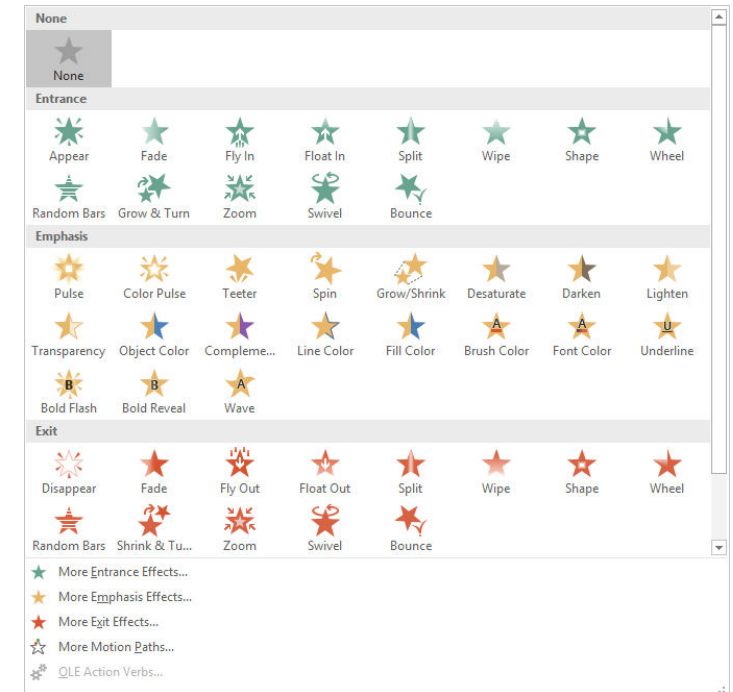 None
None
Entrance
Appear Fade Fly In Float In Split Wipe Shape Wheel
Random Bars Grow & Turn Zoom Swivel Bounce
Emphasis
Pulse Color Pulse Teeter Spin Grow/Shrink Desaturate Darken Lighten
Transparency Object Color Compleme... Line Color Fill Color Brush Color Font Color Underline
Bold Flash Bold Reveal Wave
Exit
Disappear Fade Fly Out Float Out Split Wipe Shape Wheel
Random Bars Shrink & Tu... Zoom Swivel Bounce
More Entrance Effects...
More Emphasis Effects...
More Exit Effects...
More Motion Paths...
OLE Action Verbs...